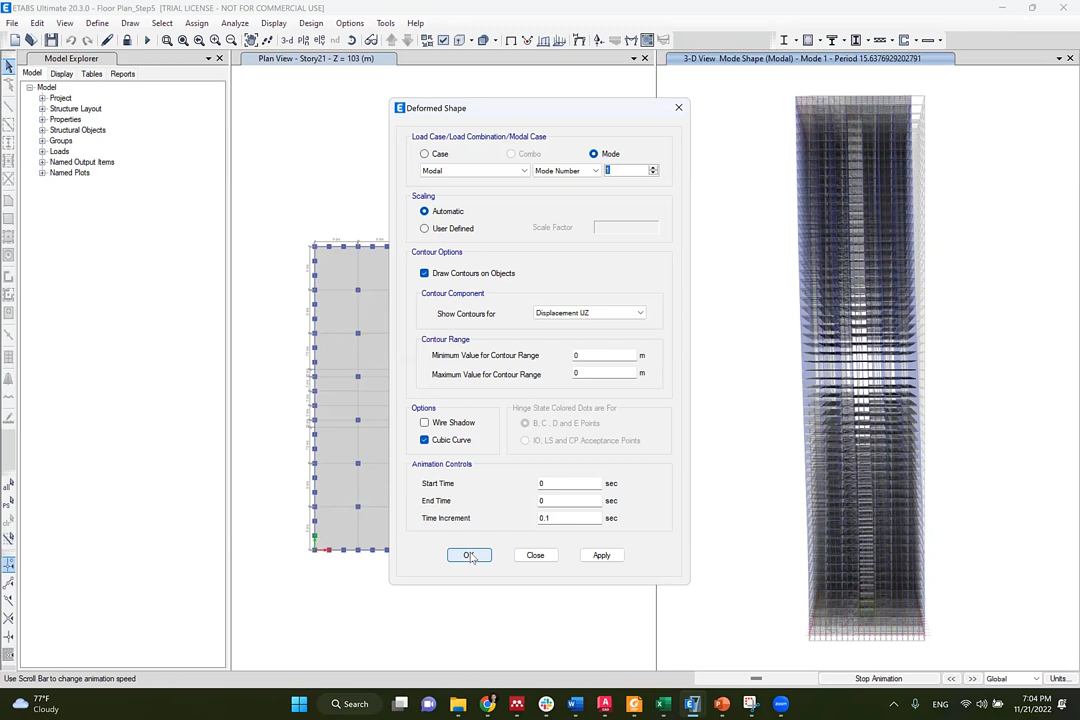 ETABS Ultimate 20.3.0 - Floor Plan_Step5 [TRIAL LICENSE - NOT FOR COMMERCIAL USE]
File Edit View Define Draw Select Assign Analyze Display Design Options Tools Help
3-d
Model Explorer
Plan View - Story21 - Z = 103 (m)
3-D View Mode Shape (Modal) - Mode 1 - Period 15.6376929202791
Model Display Tables Reports
Model
Project
Structure Layout
Properties
Structural Objects
Groups
Loads
Named Output Items
Named Plots
Deformed Shape
Load Case/Load Combination/Modal Case
Case Combo Mode
Modal Mode Number 1
Scaling
Automatic
User Defined Scale Factor
Contour Options
Draw Contours on Objects
Contour Component
Show Contours for Displacement UZ
Contour Range
Minimum Value for Contour Range 0 m
Maximum Value for Contour Range 0 m
Options
Wire Shadow
Cubic Curve
Hinge State Colored Dots are For
B, C, D and E Points
IO, LS and CP Acceptance Points
Animation Controls
Start Time 0 sec
End Time 0 sec
Time Increment 0.1 sec
OK Close Apply
all
PS
Use Scroll Bar to change animation speed
Stop Animation << >> Global Units...
77°F
Cloudy
Search
ENG
7:04 PM
11/21/2022